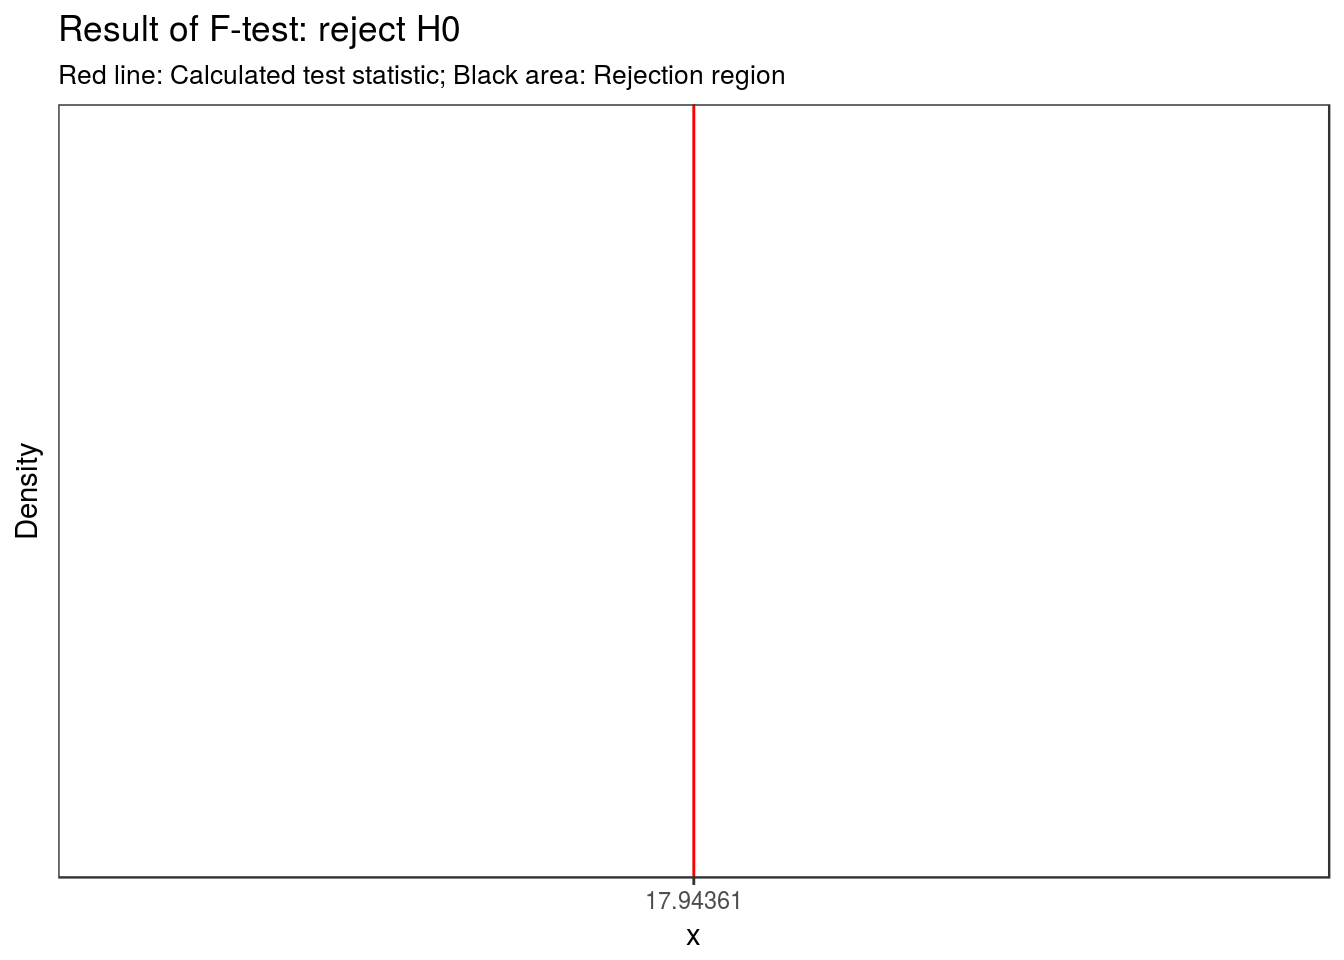 Result of F-test: reject H0
Red line: Calculated test statistic; Black area: Rejection region
Density
17.94361
x